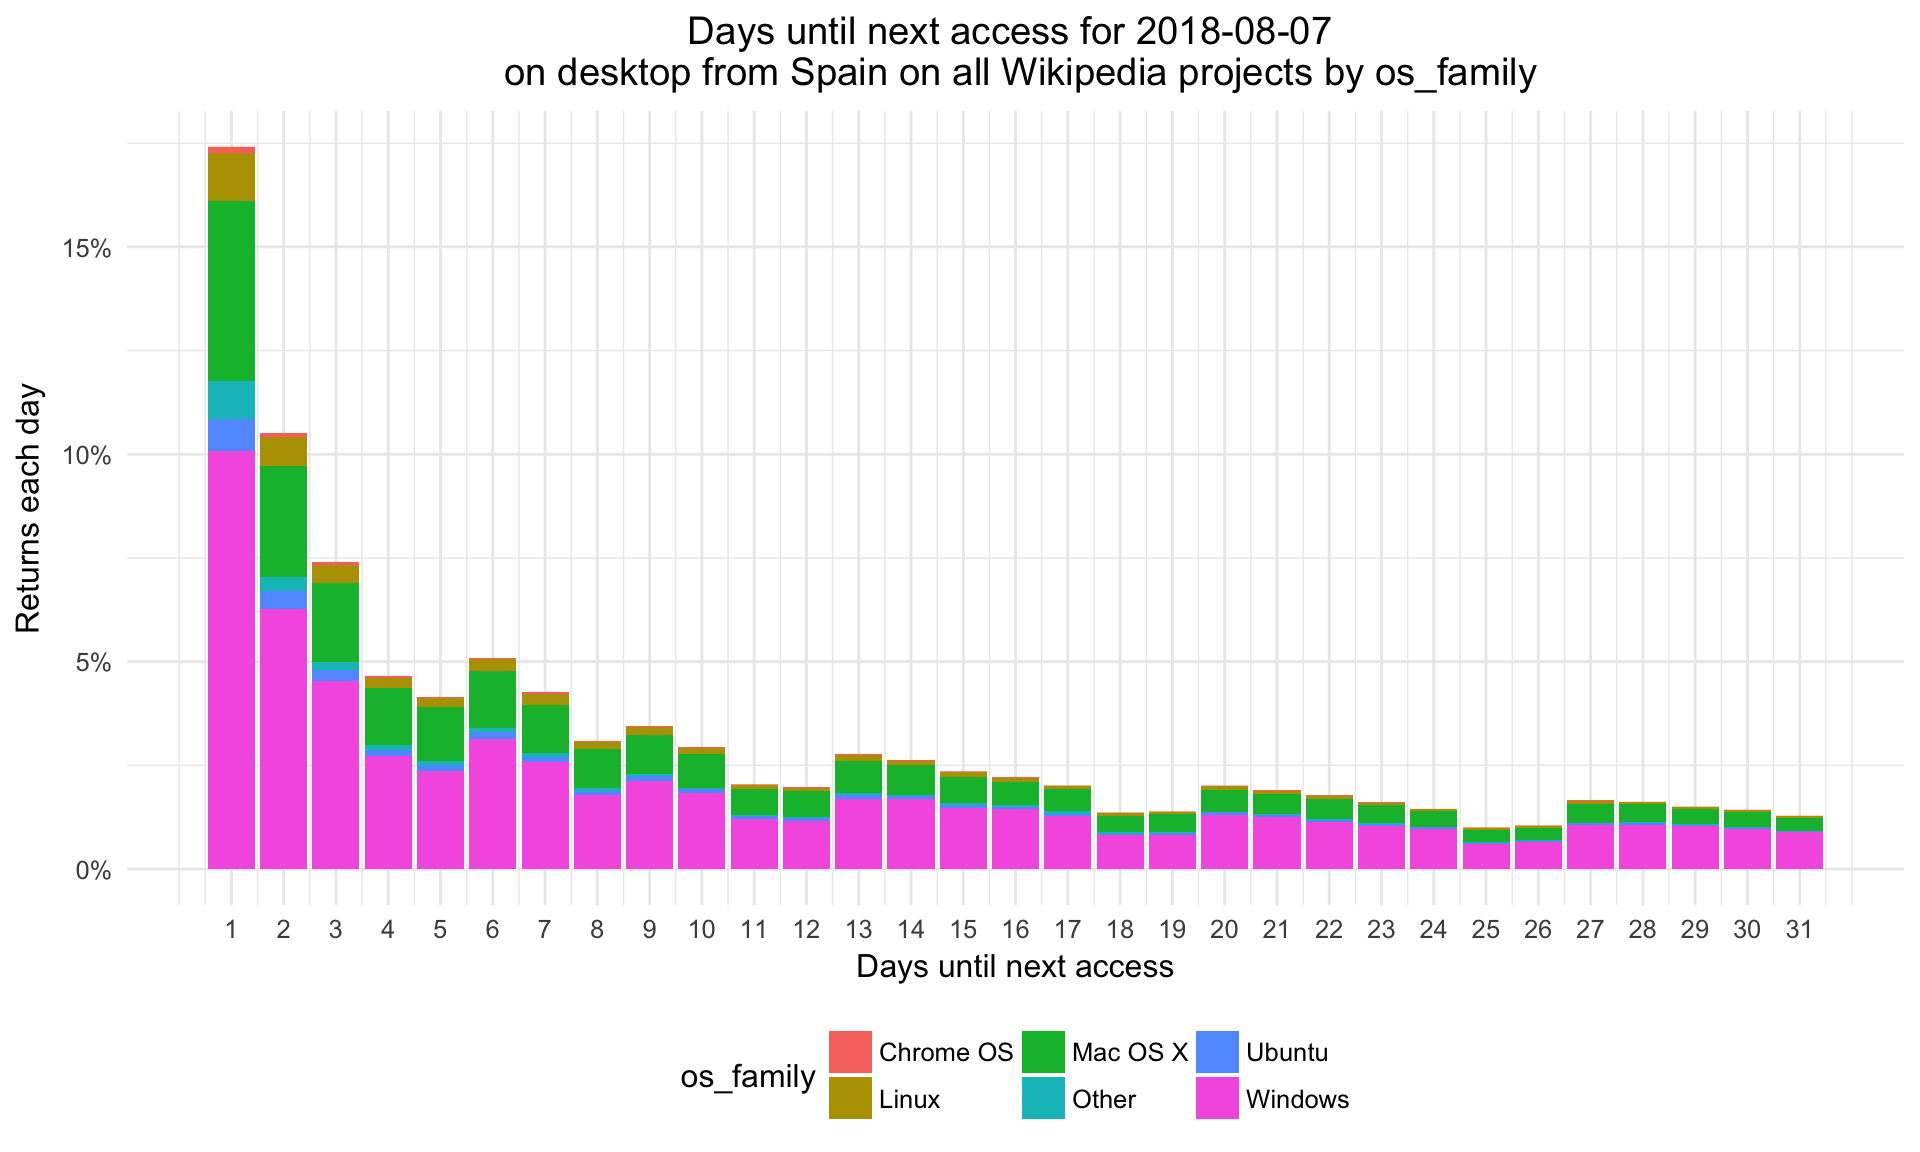 Days until next access for 2018-08-07
on desktop from Spain on all Wikipedia projects by os_family
Returns each day
15%
10%
5%
0%
1 2 3 4 5 6 7 8 9 10 11 12 13 14 15 16 17 18 19 20 21 22 23 24 25 26 27 28 29 30 31
Days until next access
os_family
Chrome OS Mac OS X Ubuntu
Linux Other Windows